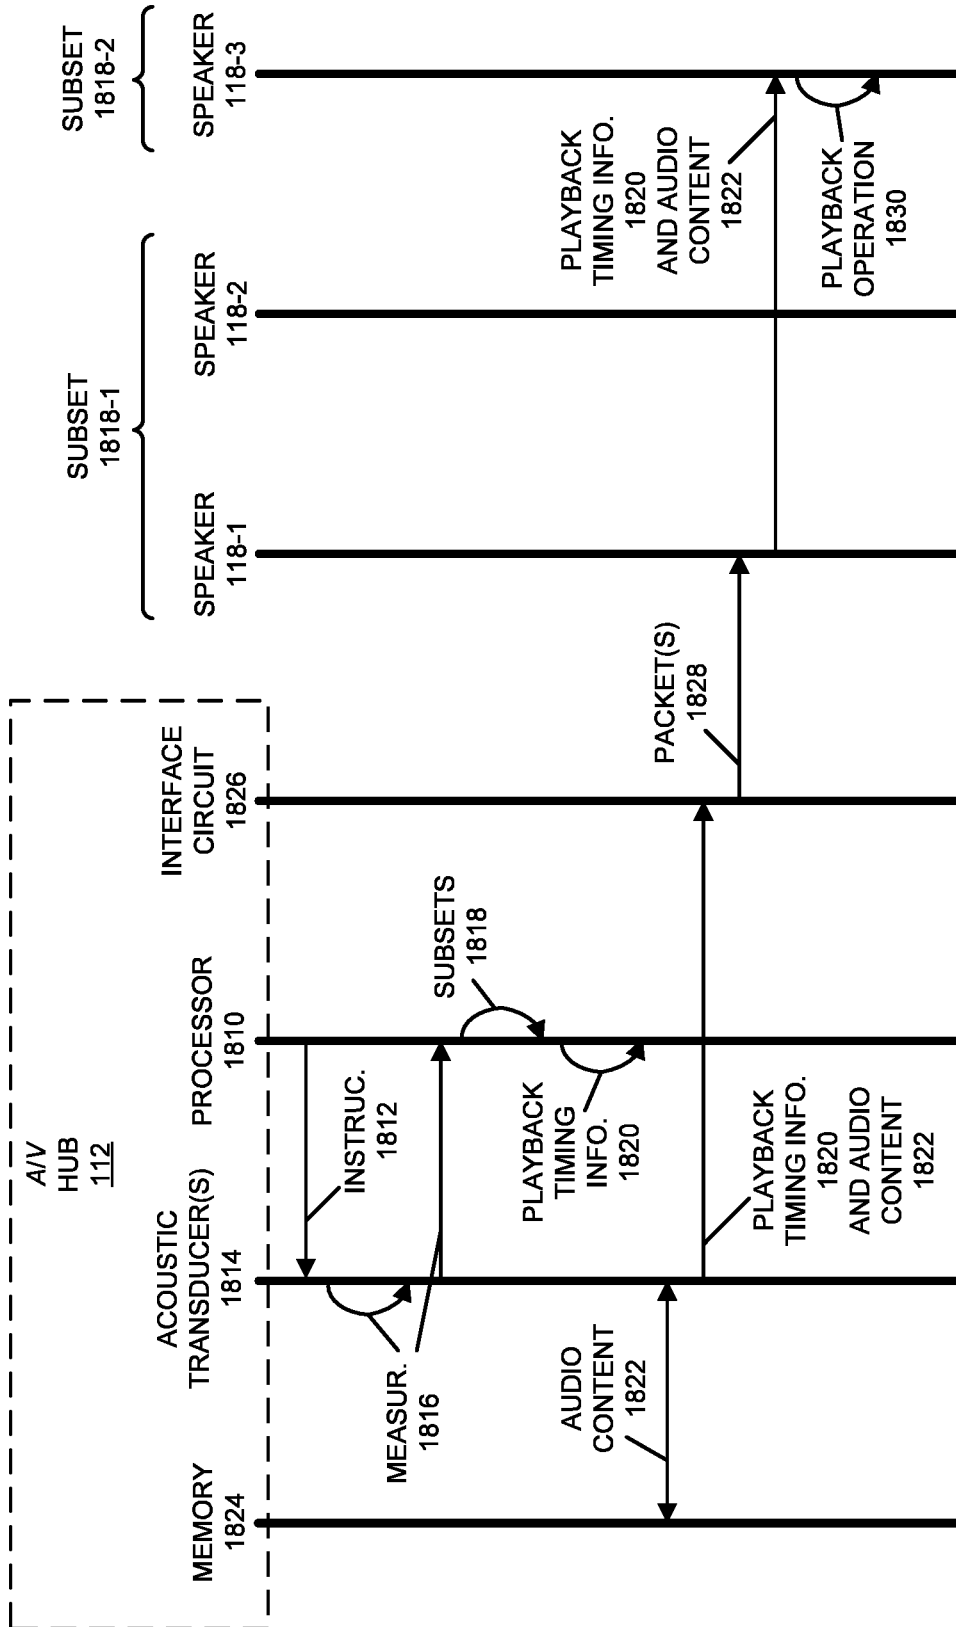 A/V
HUB
112
MEMORY
1824
ACOUSTIC
TRANSDUCER(S)
1814
PROCESSOR
1810
INTERFACE
CIRCUIT
1826
SUBSET
1818-1
SPEAKER
118-1
SPEAKER
118-2
SUBSET
1818-2
SPEAKER
118-3
INSTRUC.
1812
MEASUR.
1816
SUBSETS
1818
PLAYBACK
TIMING
INFO.
1820
AUDIO
CONTENT
1822
PLAYBACK
TIMING INFO.
1820
AND AUDIO
CONTENT
1822
PACKET(S)
1828
PLAYBACK
TIMING INFO.
1820
AND AUDIO
CONTENT
1822
PLAYBACK
OPERATION
1830